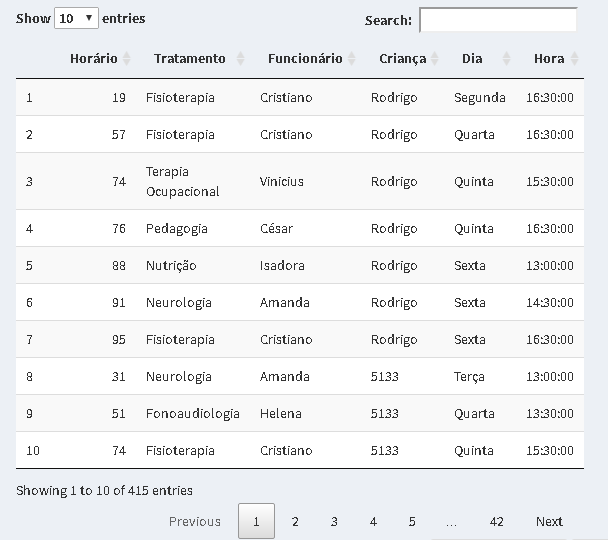 Show 10 entries Search:
Horário Tratamento Funcionário Criança Dia Hora
1 19 Fisioterapia Cristiano Rodrigo Segunda 16:30:00
2 57 Fisioterapia Cristiano Rodrigo Quarta 16:30:00
3 74 Terapia Ocupacional Vinicius Rodrigo Quinta 15:30:00
4 76 Pedagogia César Rodrigo Quinta 16:30:00
5 88 Nutrição Isadora Rodrigo Sexta 13:00:00
6 91 Neurologia Amanda Rodrigo Sexta 14:30:00
7 95 Fisioterapia Cristiano Rodrigo Sexta 16:30:00
8 31 Neurologia Amanda 5133 Terça 13:00:00
9 51 Fonoaudiologia Helena 5133 Quarta 13:30:00
10 74 Fisioterapia Cristiano 5133 Quinta 15:30:00
Showing 1 to 10 of 415 entries
Previous 1 2 3 4 5 … 42 Next